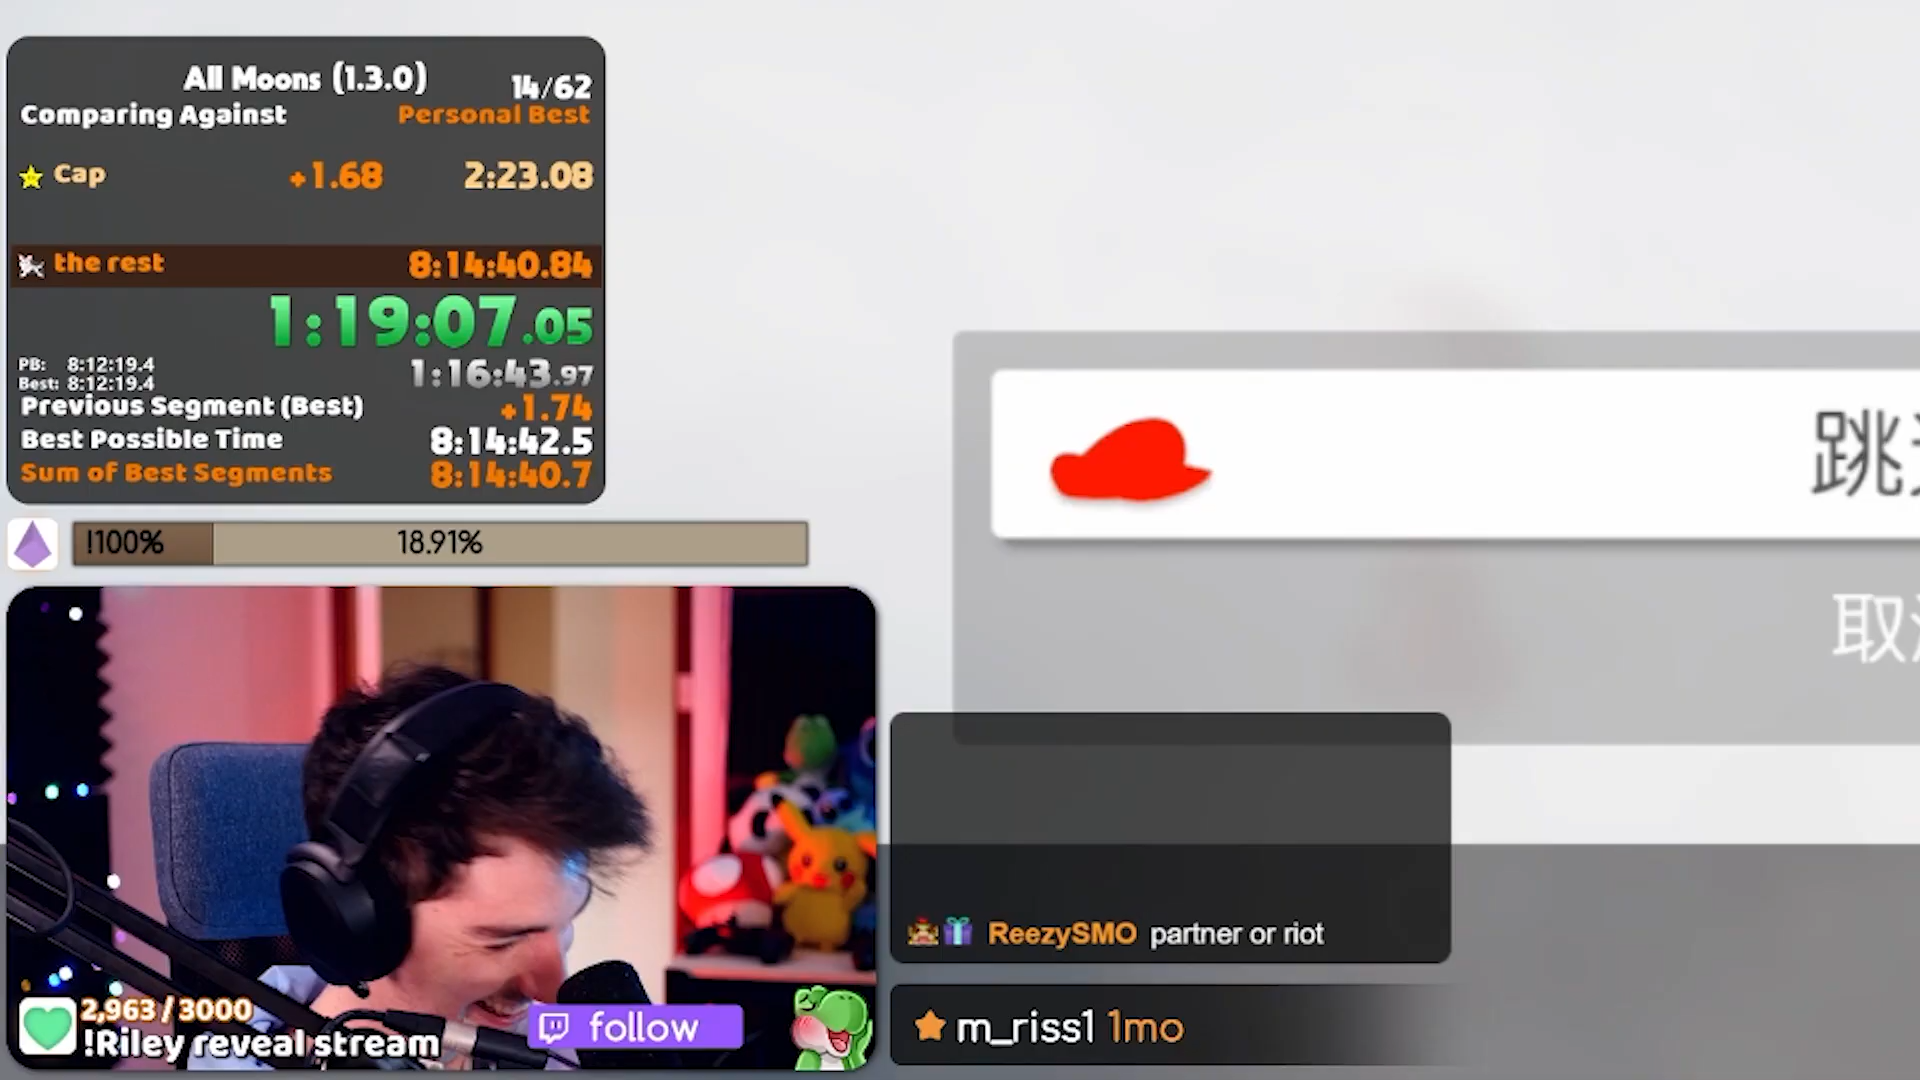 All Moons (1.3.0)
14/62
Comparing Against Personal Best
Cap +1.68 2:23.08
the rest 8:14:40.84
1:19:07.05
PB: 8:12:19.4
Best: 8:12:19.4
1:16:43.97
Previous Segment (Best) +1.74
Best Possible Time 8:14:42.5
Sum of Best Segments 8:14:40.7
!100% 18.91%
跳
取
ReezySMO partner or riot
m_riss1 1mo
2,963 / 3000
!Riley reveal stream
follow